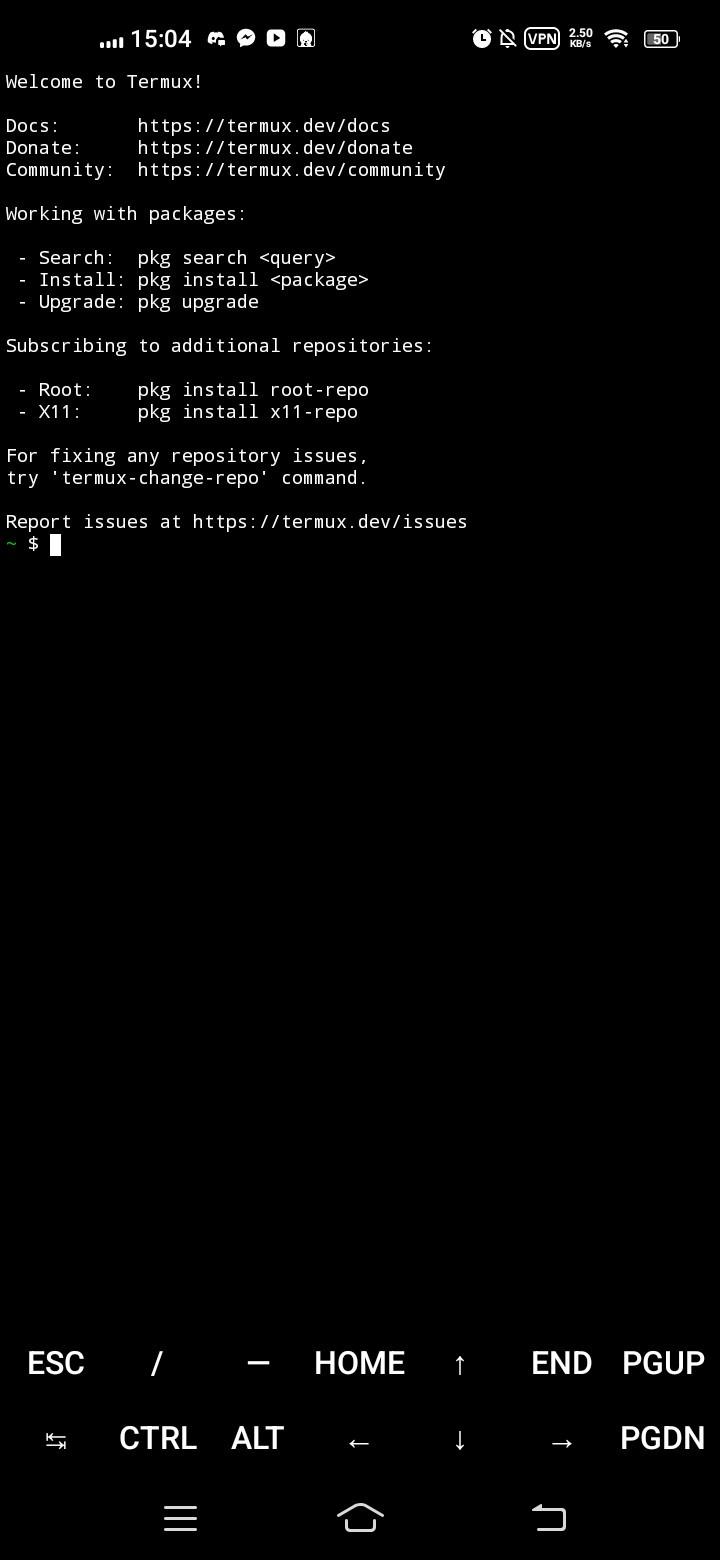 15:04 VPN 2.50 KB/s 50
Welcome to Termux!
Docs:       https://termux.dev/docs
Donate:     https://termux.dev/donate
Community:  https://termux.dev/community
Working with packages:
 - Search:  pkg search <query>
 - Install: pkg install <package>
 - Upgrade: pkg upgrade
Subscribing to additional repositories:
 - Root:    pkg install root-repo
 - X11:     pkg install x11-repo
For fixing any repository issues,
try 'termux-change-repo' command.
Report issues at https://termux.dev/issues
~ $
ESC / — HOME ↑ END PGUP
↹ CTRL ALT ← ↓ → PGDN